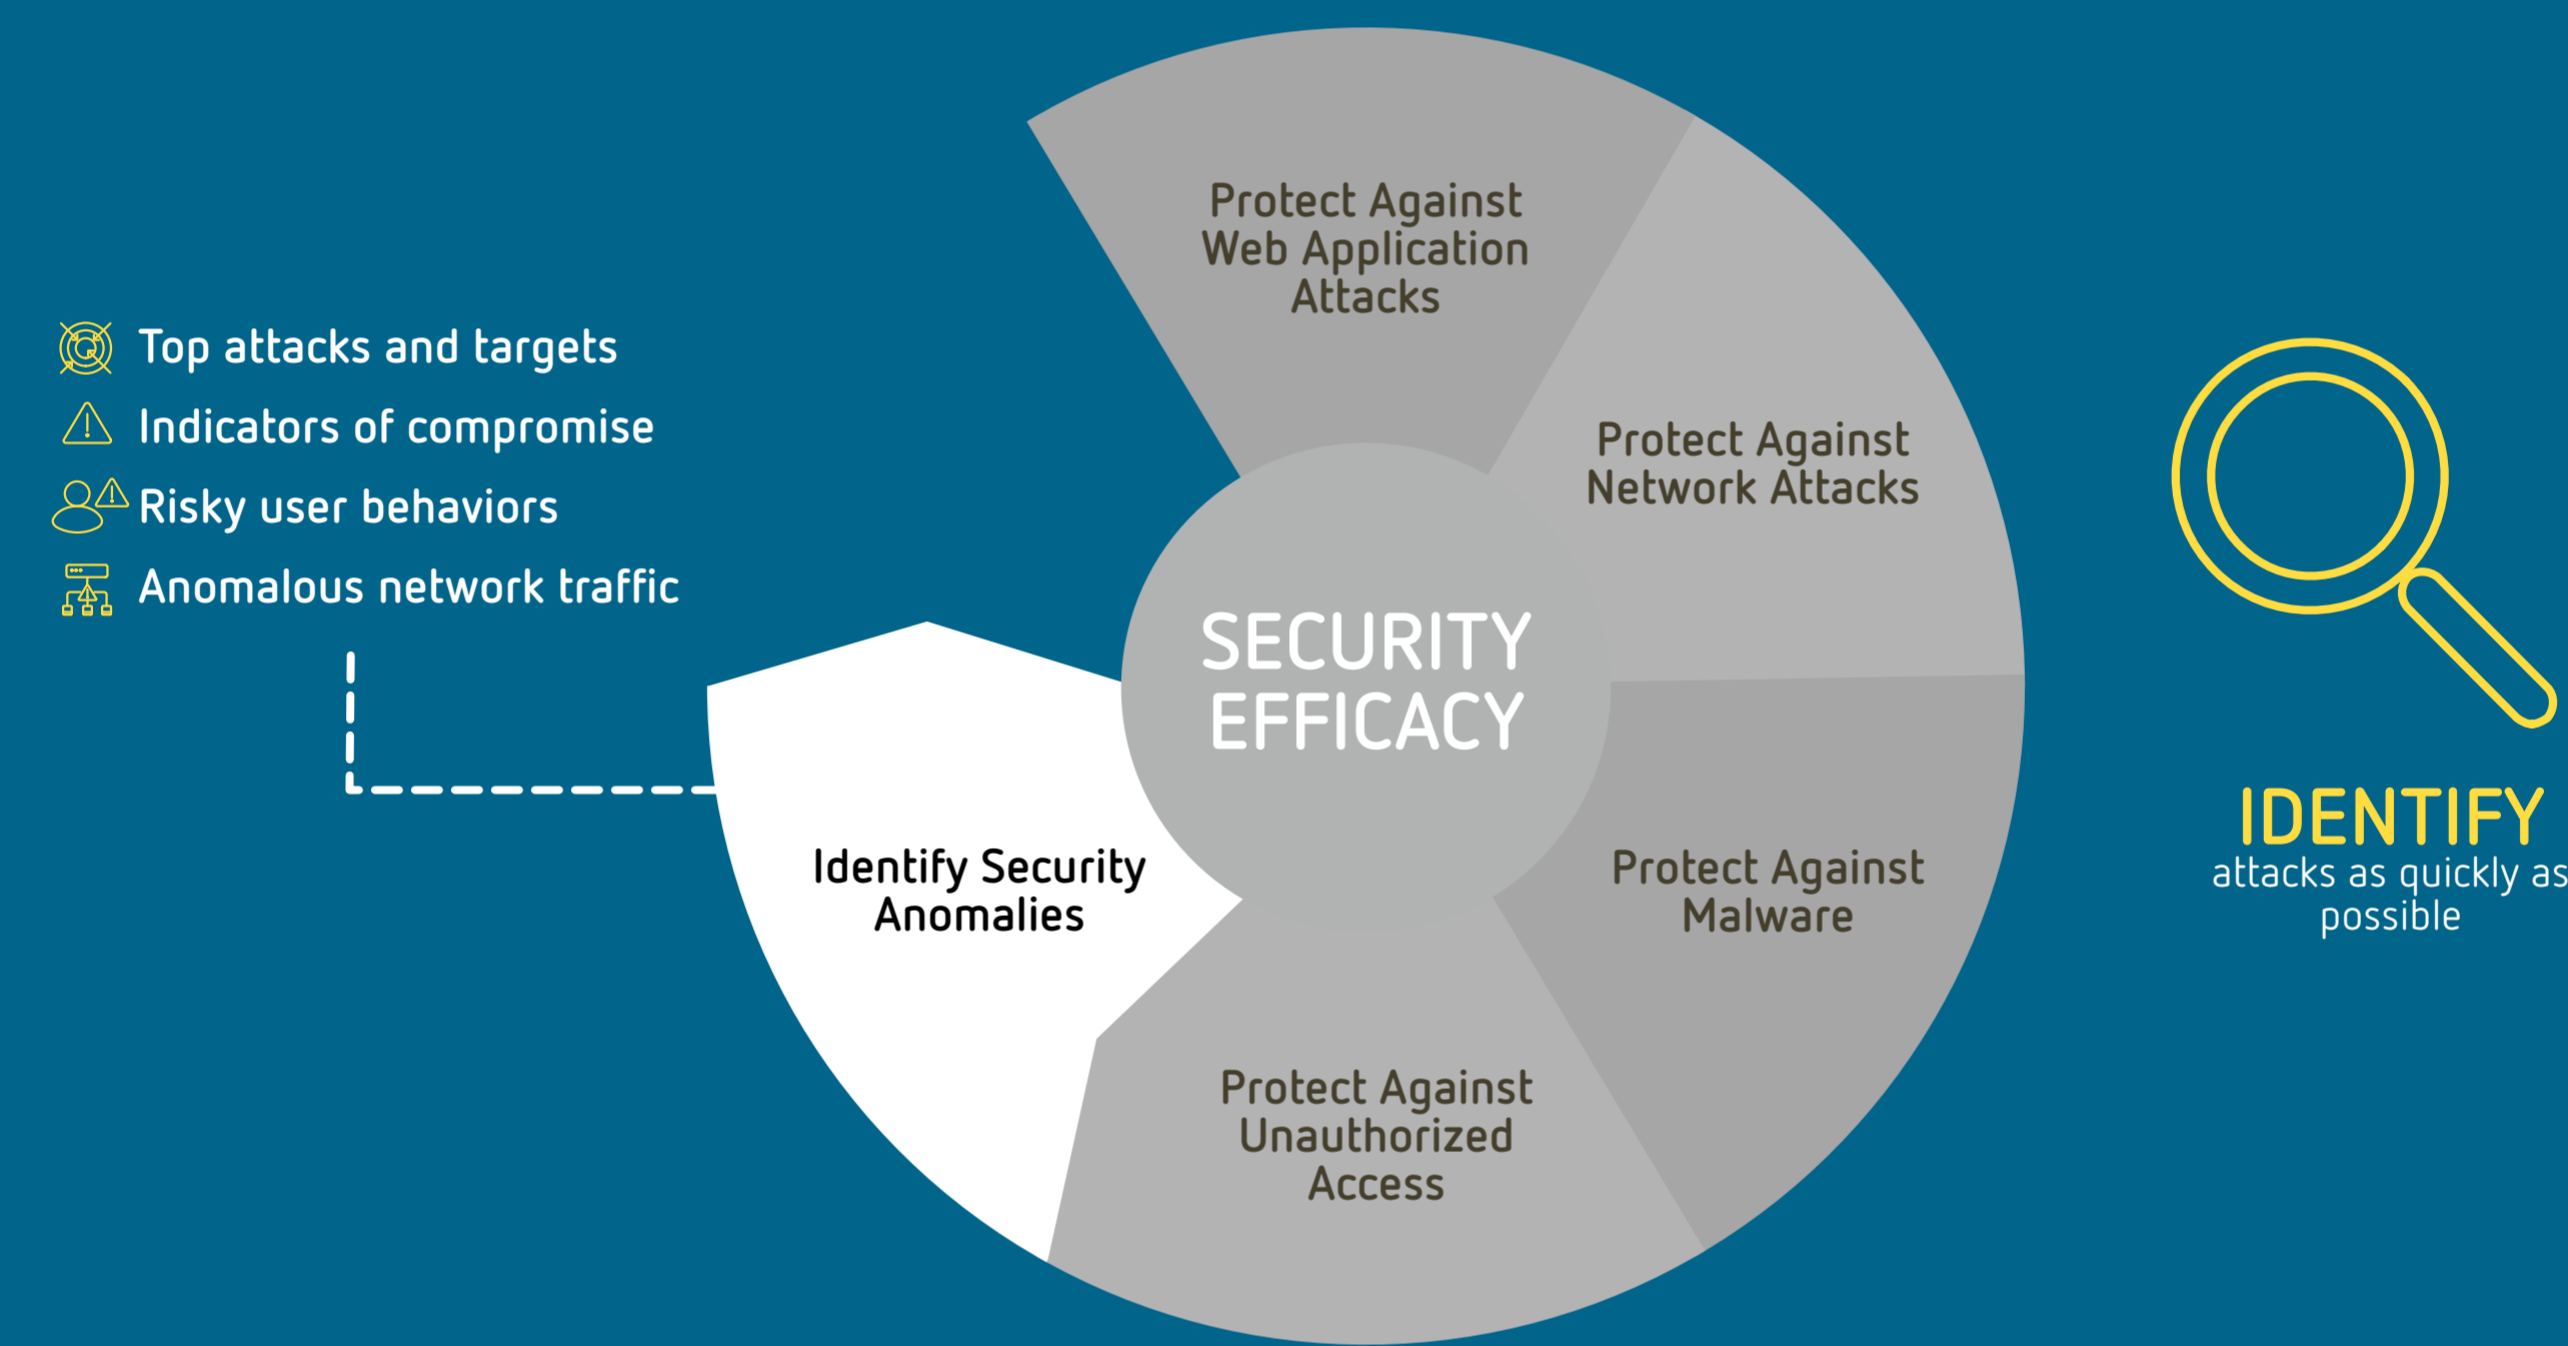 Top attacks and targets
Indicators of compromise
Risky user behaviors
Anomalous network traffic
Protect Against
Web Application
Attacks
Protect Against
Network Attacks
SECURITY
EFFICACY
Identify Security
Anomalies
Protect Against
Malware
Protect Against
Unauthorized
Access
IDENTIFY
attacks as quickly as
possible